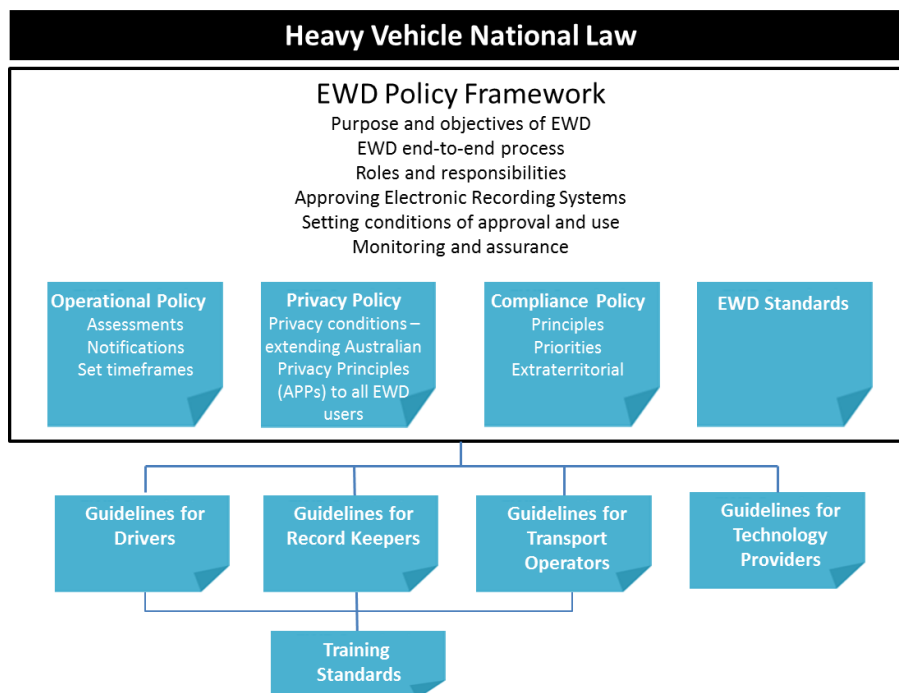 Heavy Vehicle National Law
EWD Policy Framework
Purpose and objectives of EWD
EWD end-to-end process
Roles and responsibilities
Approving Electronic Recording Systems
Setting conditions of approval and use
Monitoring and assurance
Operational Policy
Assessments
Notifications
Set timeframes
Privacy Policy
Privacy conditions –
extending Australian
Privacy Principles
(APPs) to all EWD
users
Compliance Policy
Principles
Priorities
Extraterritorial
EWD Standards
Guidelines for
Drivers
Guidelines for
Record Keepers
Guidelines for
Transport
Operators
Guidelines for
Technology
Providers
Training
Standards